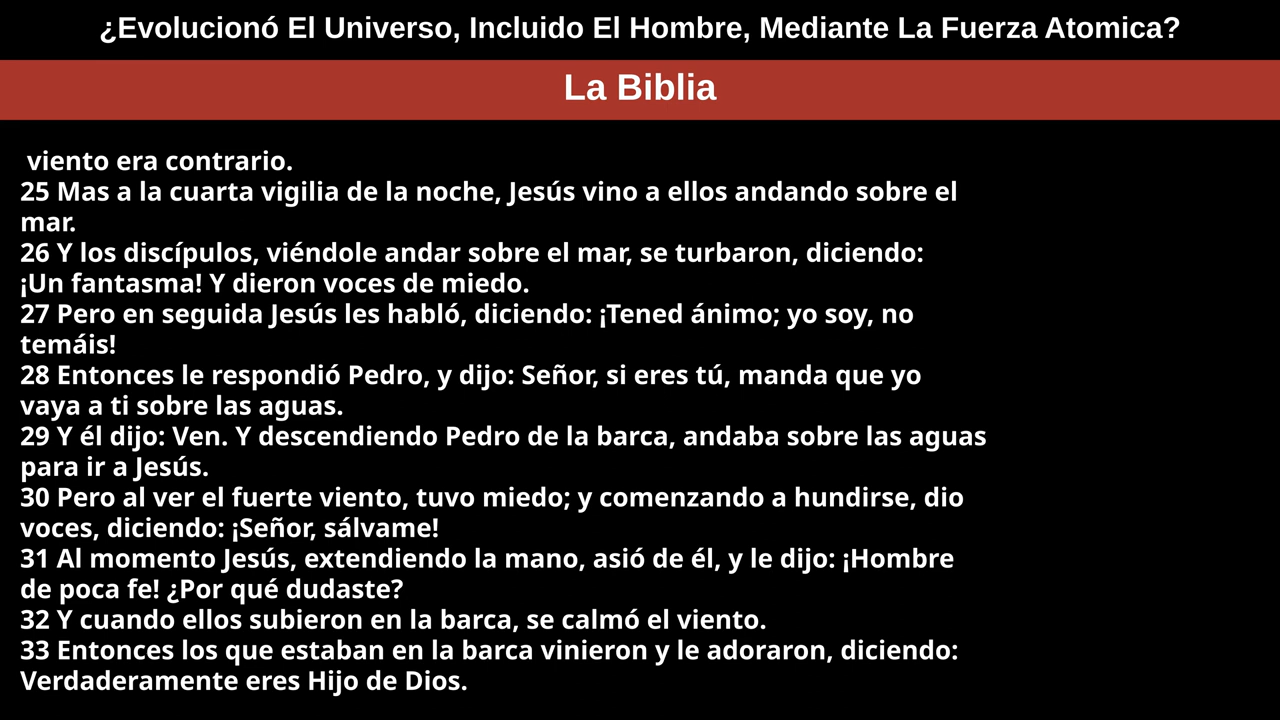 ¿Evolucionó El Universo, Incluido El Hombre, Mediante La Fuerza Atomica?
La Biblia
viento era contrario.
25 Mas a la cuarta vigilia de la noche, Jesús vino a ellos andando sobre el
mar.
26 Y los discípulos, viéndole andar sobre el mar, se turbaron, diciendo:
¡Un fantasma! Y dieron voces de miedo.
27 Pero en seguida Jesús les habló, diciendo: ¡Tened ánimo; yo soy, no
temáis!
28 Entonces le respondió Pedro, y dijo: Señor, si eres tú, manda que yo
vaya a ti sobre las aguas.
29 Y él dijo: Ven. Y descendiendo Pedro de la barca, andaba sobre las aguas
para ir a Jesús.
30 Pero al ver el fuerte viento, tuvo miedo; y comenzando a hundirse, dio
voces, diciendo: ¡Señor, sálvame!
31 Al momento Jesús, extendiendo la mano, asió de él, y le dijo: ¡Hombre
de poca fe! ¿Por qué dudaste?
32 Y cuando ellos subieron en la barca, se calmó el viento.
33 Entonces los que estaban en la barca vinieron y le adoraron, diciendo:
Verdaderamente eres Hijo de Dios.